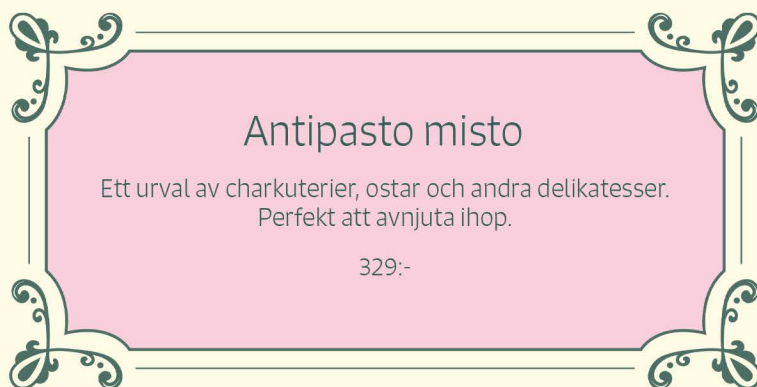 Antipasto misto
Ett urval av charkuterier, ostar och andra delikatesser.
Perfekt att avnjuta ihop.
329:-